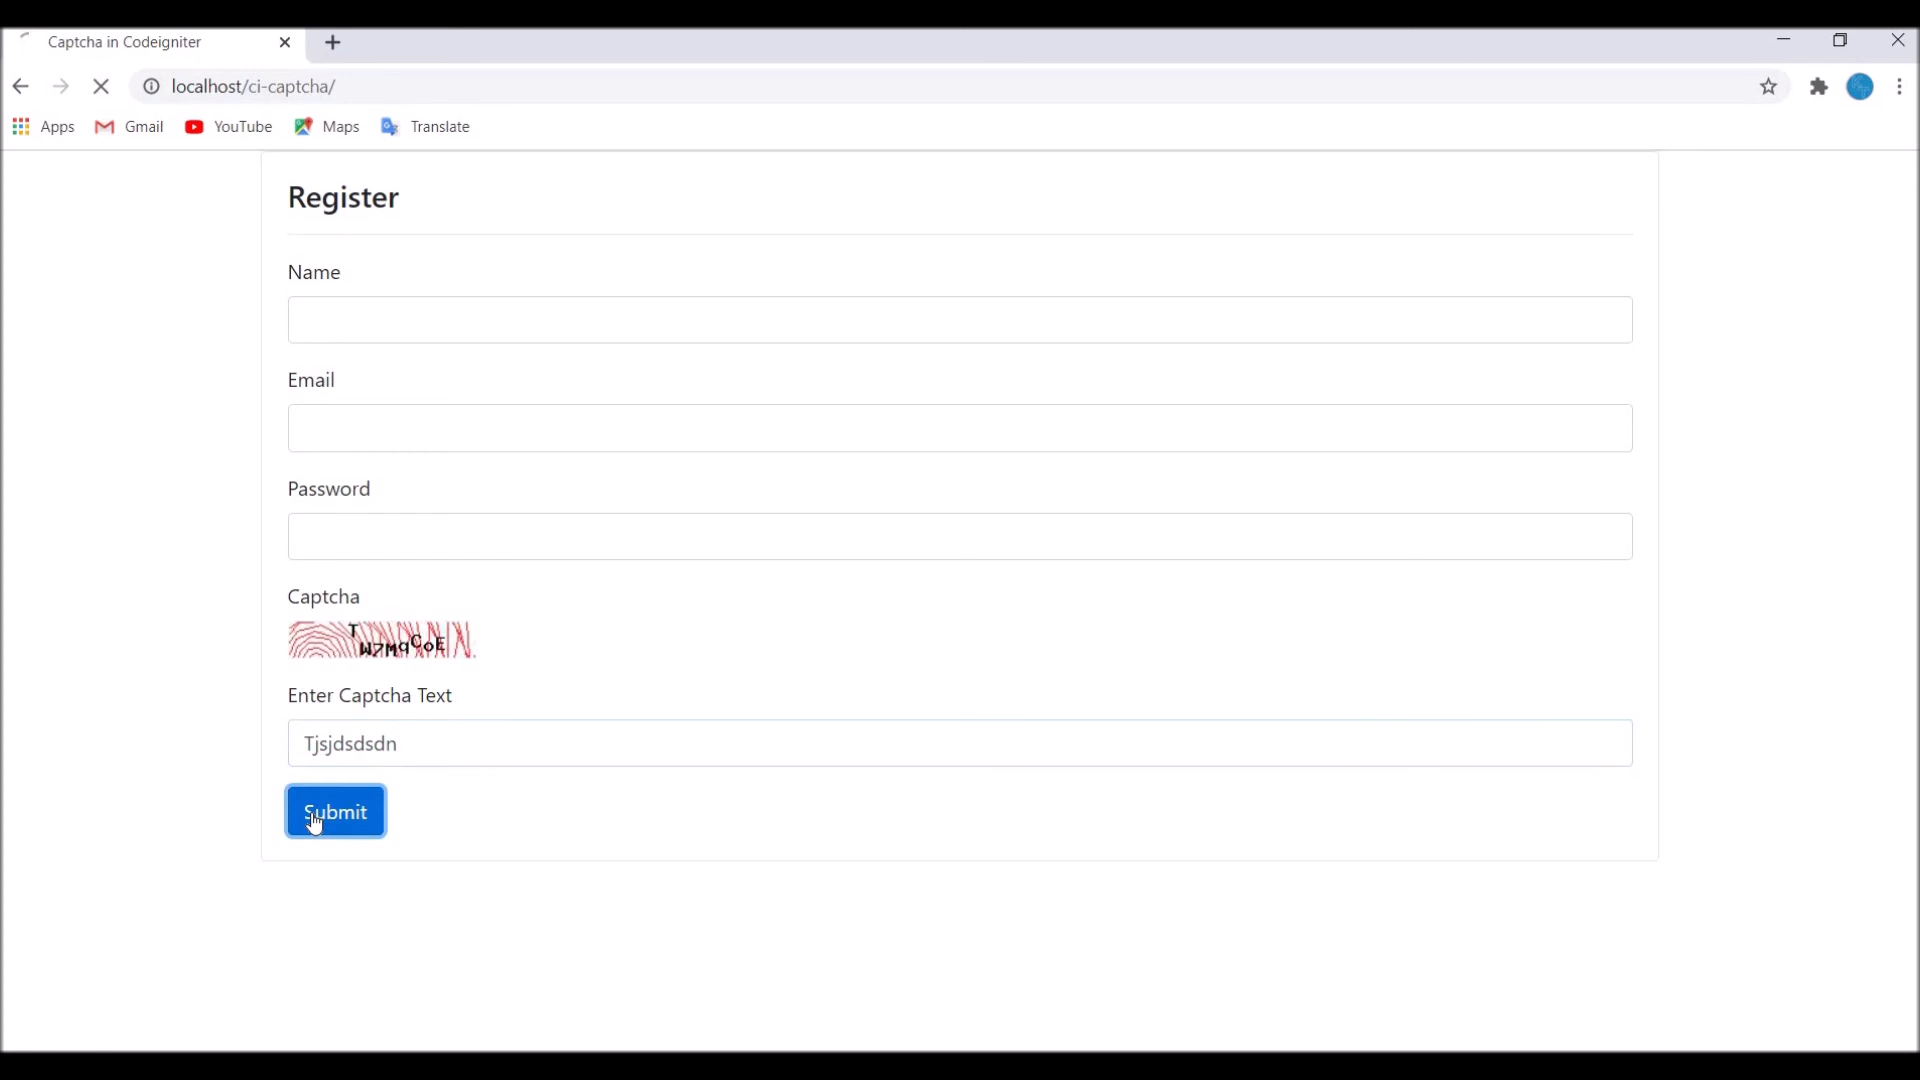 Captcha in Codeigniter
localhost/ci-captcha/
Apps Gmail YouTube Maps Translate
Register
Name
Email
Password
Captcha
TW7MqCoE
Enter Captcha Text
Tjsjdsdsdn
Submit